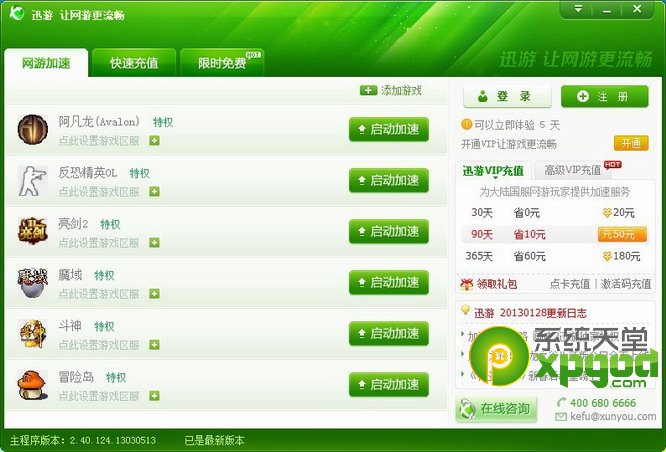 迅游 让网游更流畅
网游加速
快速充值
限时免费
HOT
迅游 让网游更流畅
添加游戏
阿凡龙(Avalon) 特权
点此设置游戏区服
启动加速
反恐精英OL 特权
点此设置游戏区服
启动加速
亮剑2 特权
点此设置游戏区服
启动加速
魔域 特权
点此设置游戏区服
启动加速
斗神 特权
点此设置游戏区服
启动加速
冒险岛 特权
点此设置游戏区服
启动加速
登 录
注 册
可以立即体验 5 天
开通VIP让游戏更流畅
开通
迅游VIP充值
高级VIP充值
HOT
为大陆国服网游玩家提供加速服务
30天 省0元 20元
90天 省10元 充50元
365天 省60元 180元
领取礼包
点卡充值 | 激活码充值
迅游 20130128更新日志
系统天堂
xpgod
.com
在线咨询
400 680 6666
kefu@xunyou.com
主程序版本: 2.40.124.13030513
已是最新版本